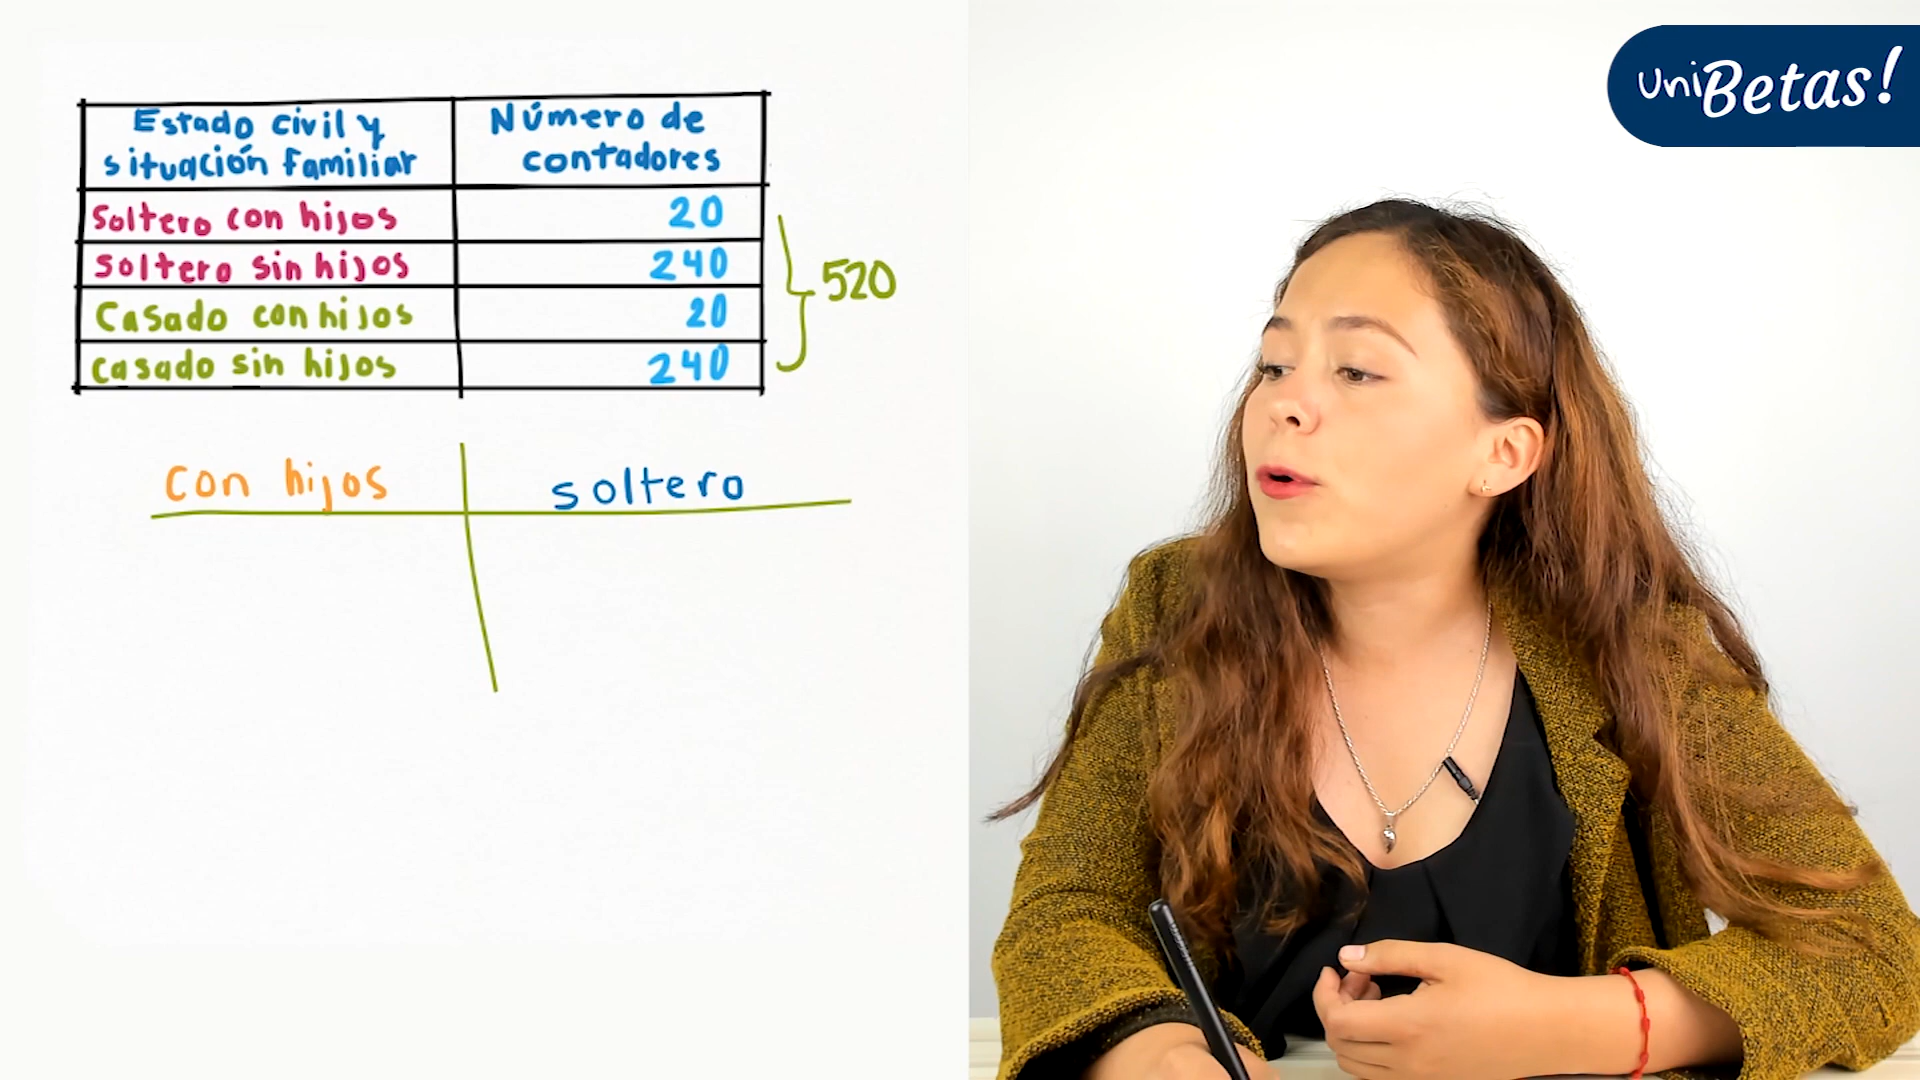 uniBetas!
Estado civil y
situación familiar
Número de
contadores
Soltero con hijos
20
Soltero sin hijos
240
Casado con hijos
20
casado sin hijos
240
520
con hijos
soltero